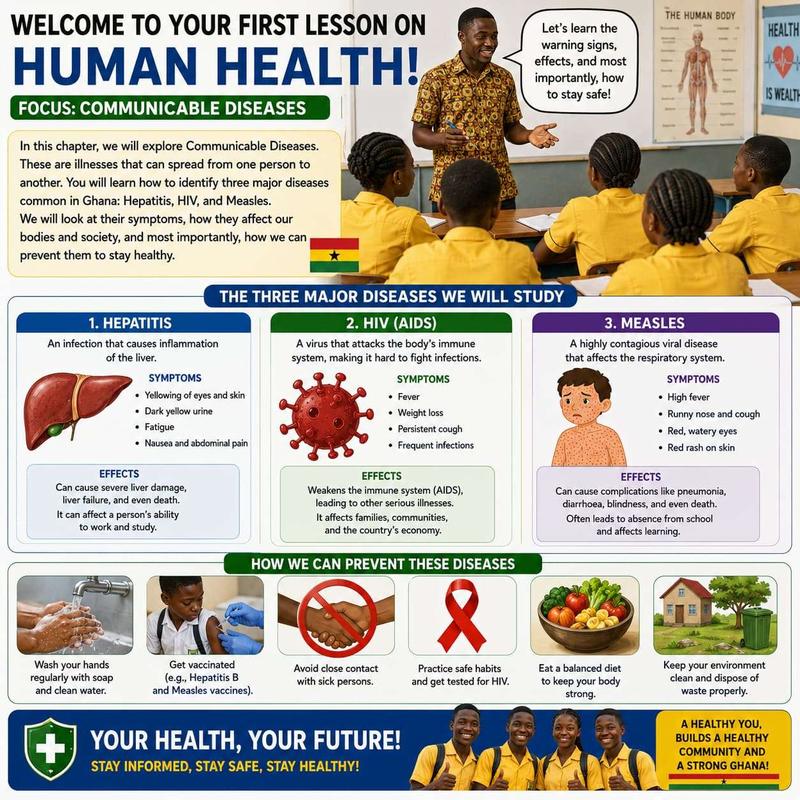 WELCOME TO YOUR FIRST LESSON ON
HUMAN HEALTH!
FOCUS: COMMUNICABLE DISEASES
Let's learn the
warning signs,
effects, and most
importantly, how
to stay safe!
THE HUMAN BODY
HEALTH
IS WEALTH
In this chapter, we will explore Communicable Diseases.
These are illnesses that can spread from one person to
another. You will learn how to identify three major diseases
common in Ghana: Hepatitis, HIV, and Measles.
We will look at their symptoms, how they affect our
bodies and society, and most importantly, how we can
prevent them to stay healthy.
THE THREE MAJOR DISEASES WE WILL STUDY
1. HEPATITIS
An infection that causes inflammation
of the liver.
SYMPTOMS
• Yellowing of eyes and skin
• Dark yellow urine
• Fatigue
• Nausea and abdominal pain
EFFECTS
Can cause severe liver damage,
liver failure, and even death.
It can affect a person's ability
to work and study.
2. HIV (AIDS)
A virus that attacks the body's immune
system, making it hard to fight infections.
SYMPTOMS
• Fever
• Weight loss
• Persistent cough
• Frequent infections
EFFECTS
Weakens the immune system (AIDS),
leading to other serious illnesses.
It affects families, communities,
and the country's economy.
3. MEASLES
A highly contagious viral disease
that affects the respiratory system.
SYMPTOMS
• High fever
• Runny nose and cough
• Red, watery eyes
• Red rash on skin
EFFECTS
Can cause complications like pneumonia,
diarrhoea, blindness, and even death.
Often leads to absence from school
and affects learning.
HOW WE CAN PREVENT THESE DISEASES
Wash your hands
regularly with soap
and clean water.
Get vaccinated
(e.g., Hepatitis B
and Measles vaccines).
Avoid close contact
with sick persons.
Practice safe habits
and get tested for HIV.
Eat a balanced diet
to keep your body
strong.
Keep your environment
clean and dispose of
waste properly.
YOUR HEALTH, YOUR FUTURE!
STAY INFORMED, STAY SAFE, STAY HEALTHY!
A HEALTHY YOU,
BUILDS A HEALTHY
COMMUNITY AND
A STRONG GHANA!